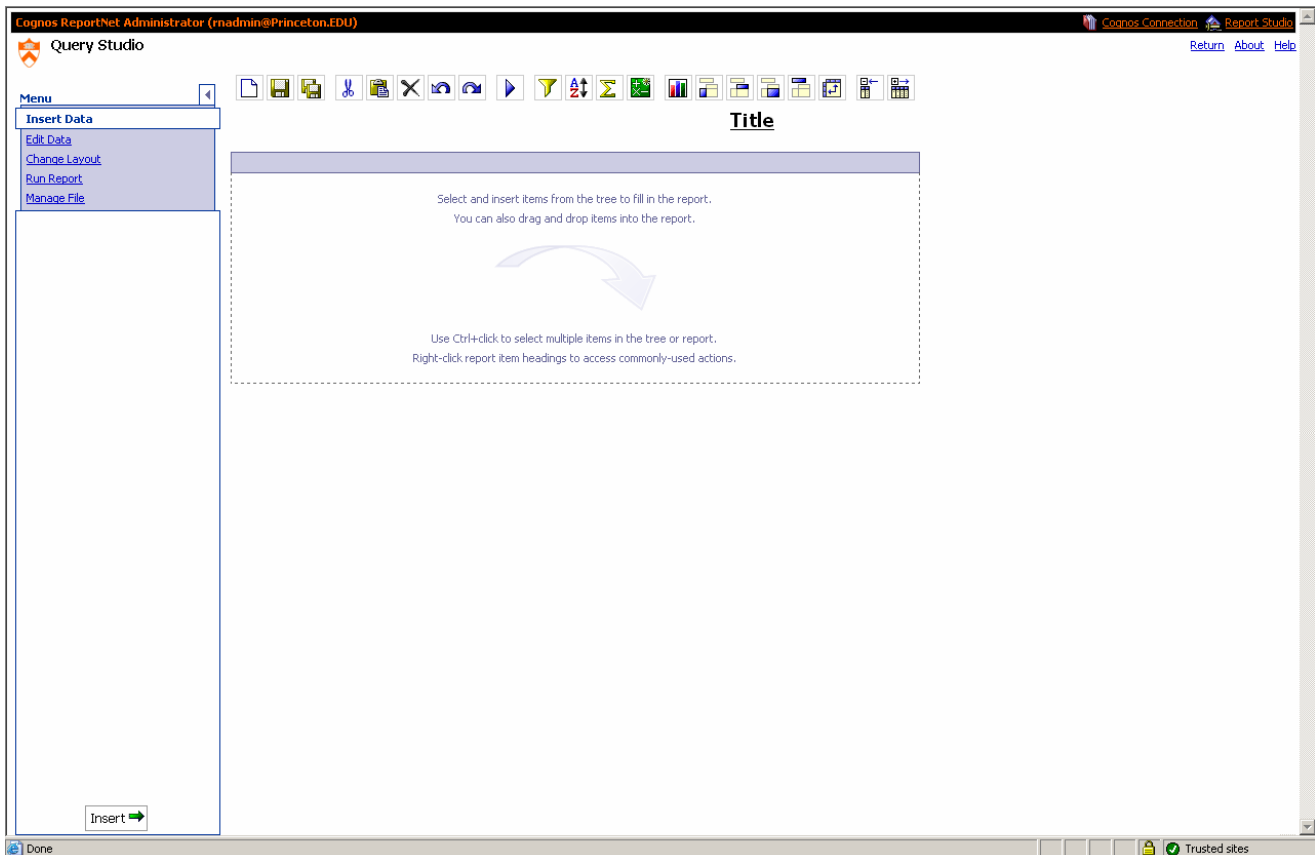 Cognos ReportNet Administrator (rnadmin@Princeton.EDU) Cognos Connection Report Studio
Query Studio Return About Help
Menu
Insert Data
Edit Data
Change Layout
Run Report
Manage File
Title
Select and insert items from the tree to fill in the report.
You can also drag and drop items into the report.
Use Ctrl+click to select multiple items in the tree or report.
Right-click report item headings to access commonly-used actions.
Insert
Done Trusted sites